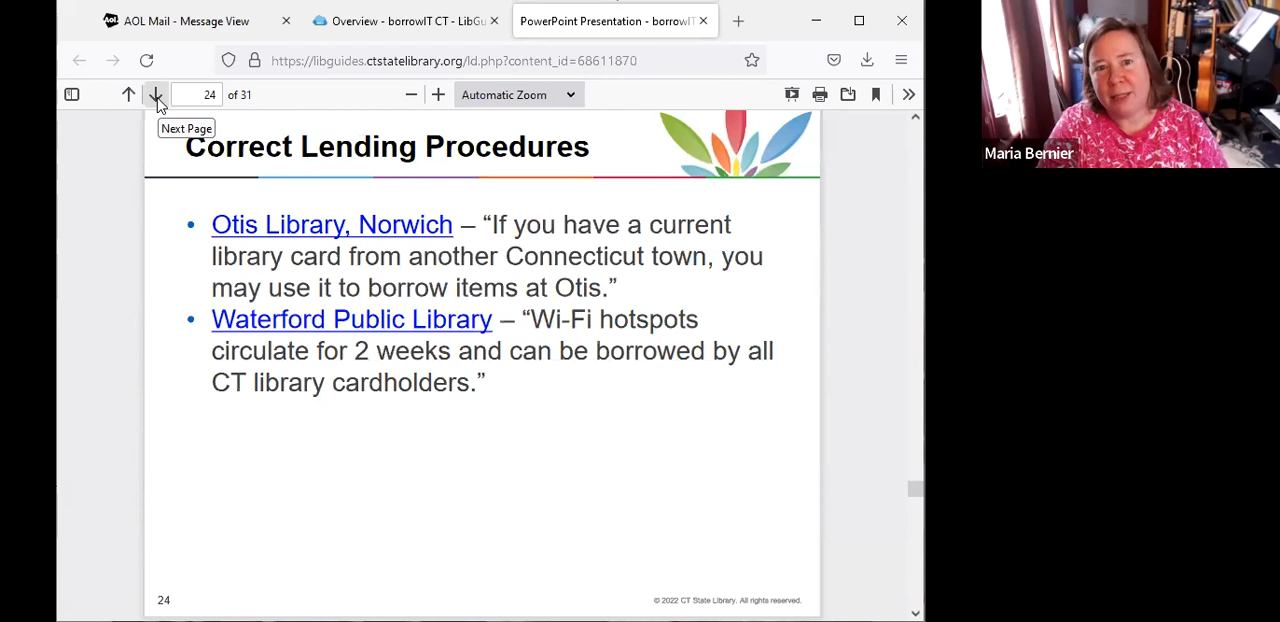 Aol. AOL Mail - Message View
Overview - borrowIT CT - LibGu
PowerPoint Presentation - borrowIT
https://libguides.ctstatelibrary.org/ld.php?content_id=68611870
24 of 31
Automatic Zoom
Next Page
Correct Lending Procedures
• Otis Library, Norwich – “If you have a current
library card from another Connecticut town, you
may use it to borrow items at Otis.”
• Waterford Public Library – “Wi-Fi hotspots
circulate for 2 weeks and can be borrowed by all
CT library cardholders.”
24
© 2022 CT State Library. All rights reserved.
Maria Bernier